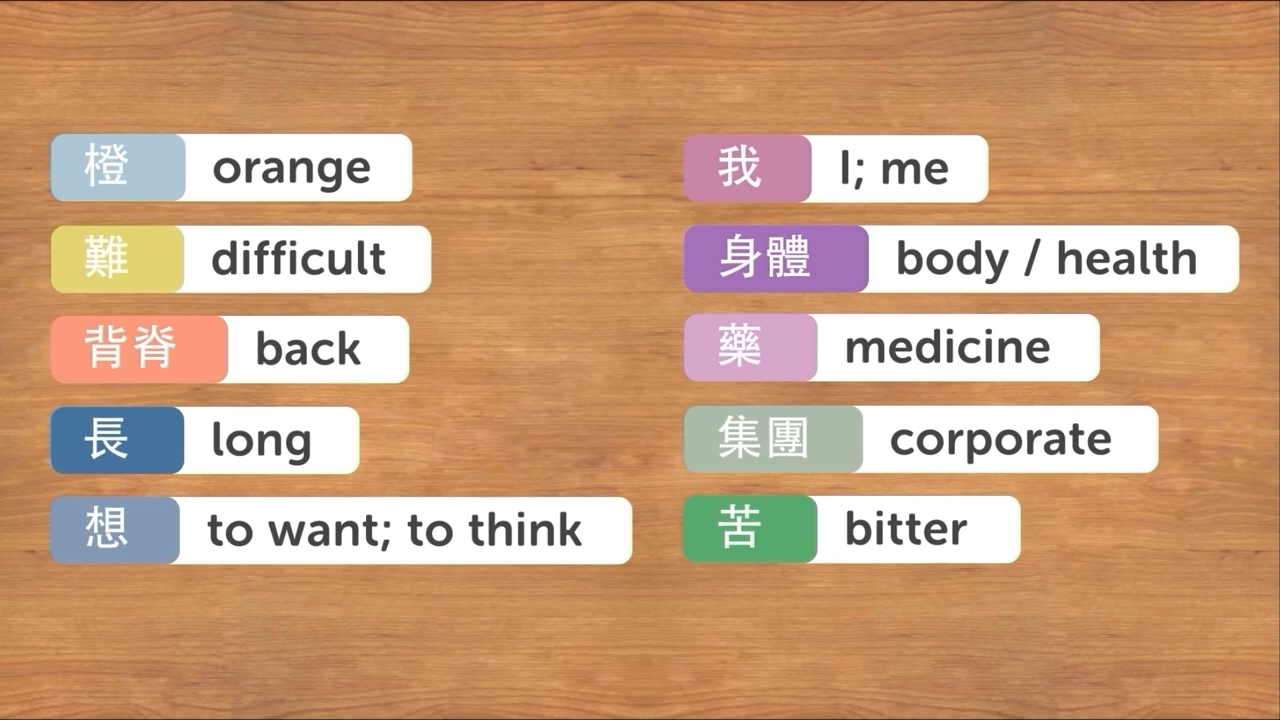 橙 orange
難 difficult
背脊 back
長 long
想 to want; to think
我 I; me
身體 body / health
藥 medicine
集團 corporate
苦 bitter